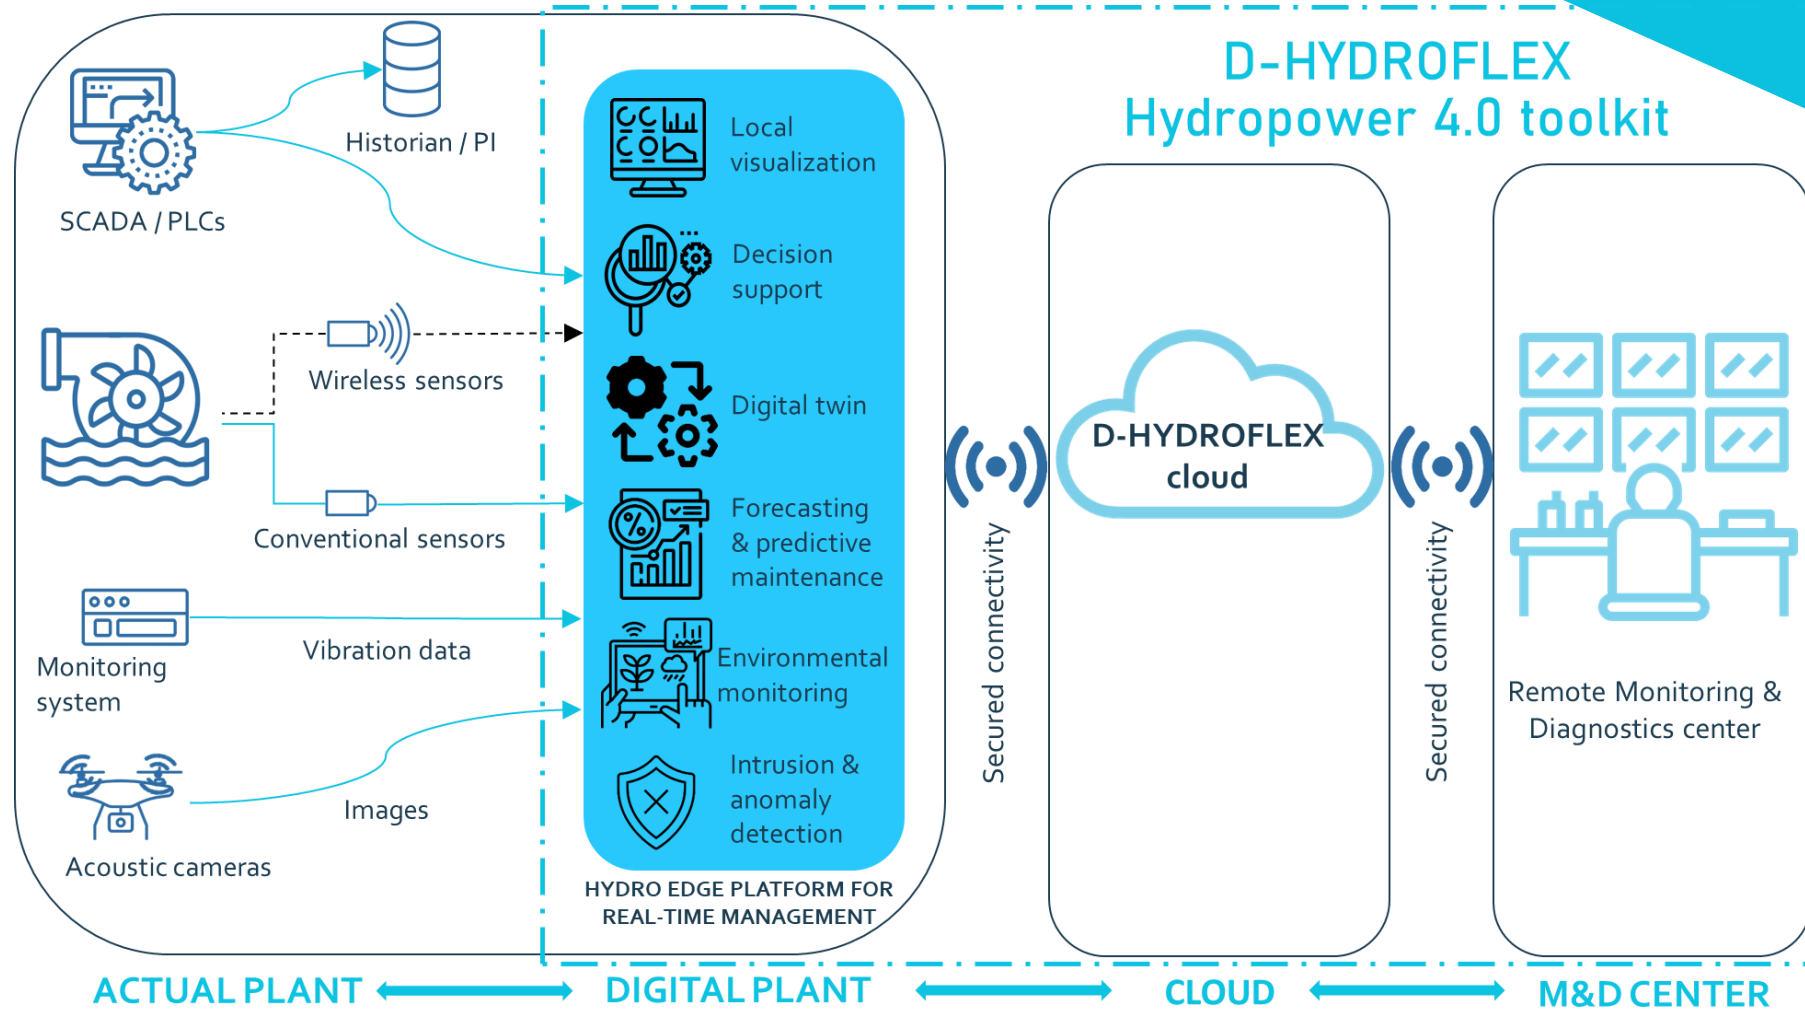 D-HYDROFLEX
Hydropower 4.0 toolkit
Historian / PI
SCADA / PLCs
Wireless sensors
Conventional sensors
Monitoring
system
Vibration data
Images
Acoustic cameras
Local
visualization
Decision
support
Digital twin
Forecasting
& predictive
maintenance
Environmental
monitoring
Intrusion &
anomaly
detection
HYDRO EDGE PLATFORM FOR
REAL-TIME MANAGEMENT
Secured connectivity
D-HYDROFLEX
cloud
Secured connectivity
Remote Monitoring &
Diagnostics center
ACTUAL PLANT
DIGITAL PLANT
CLOUD
M&D CENTER